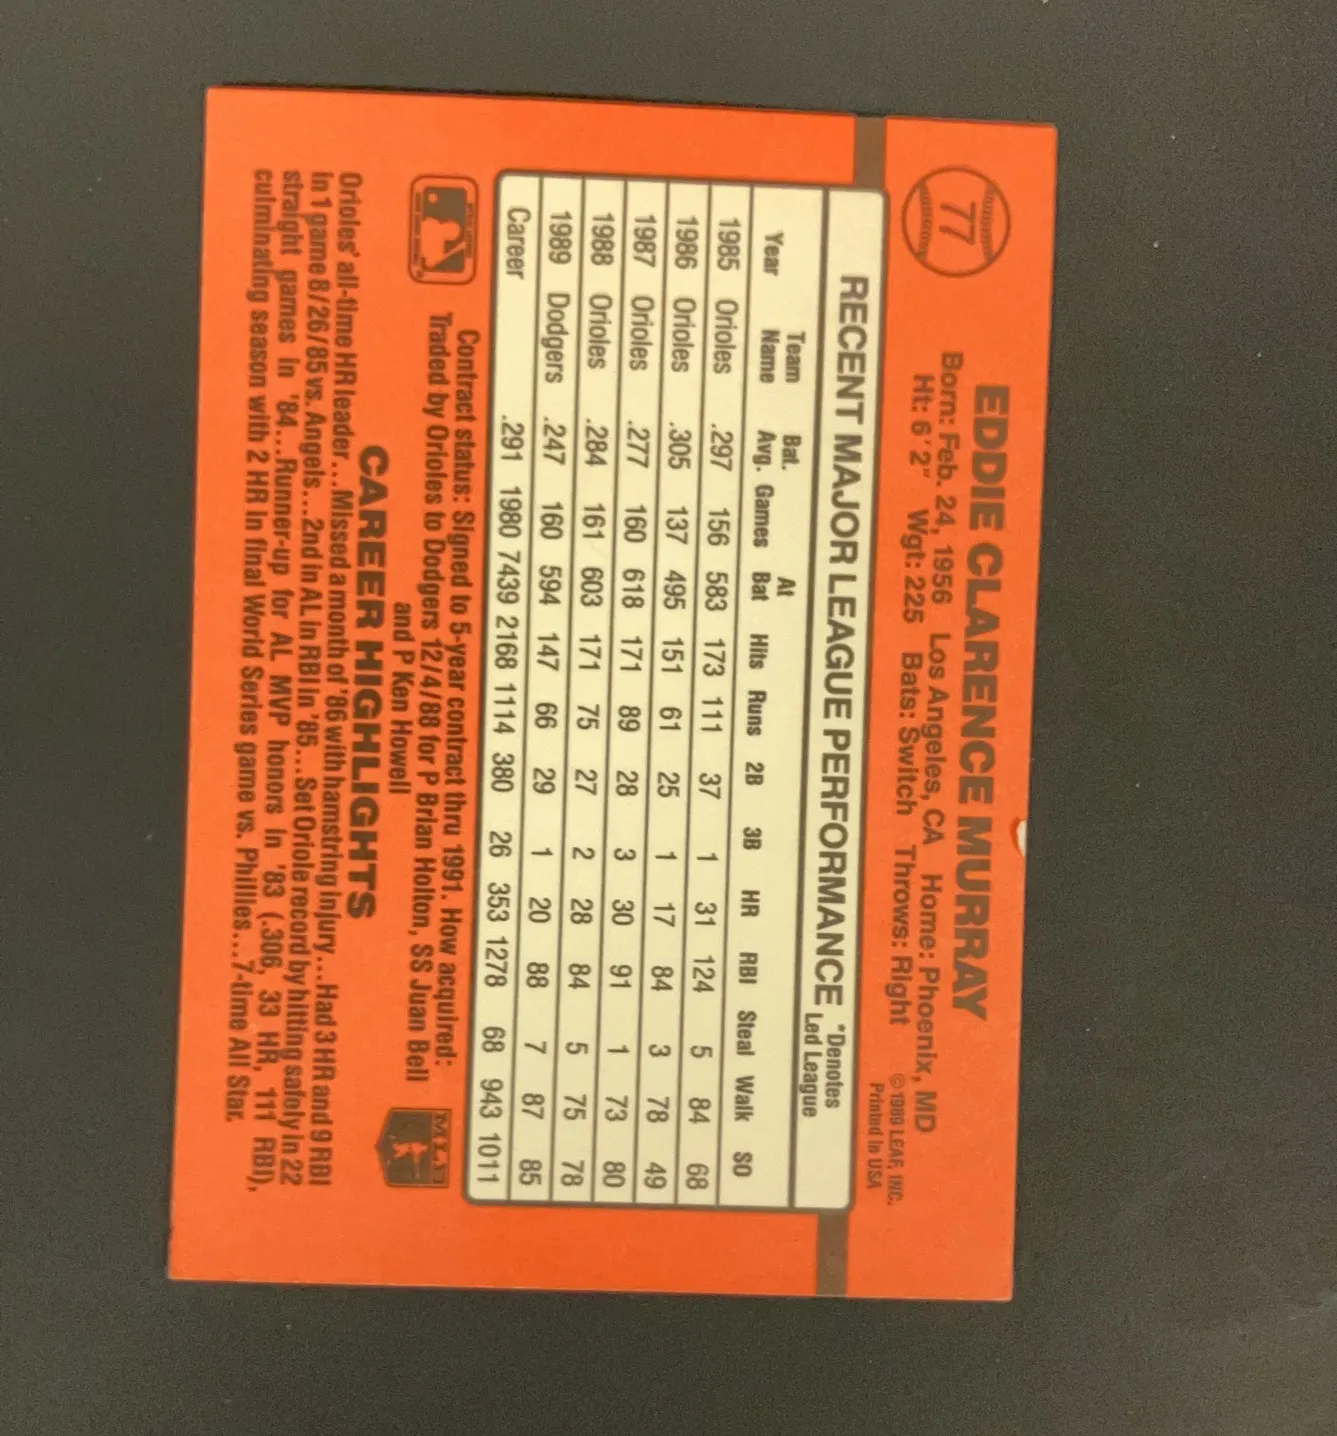 77
EDDIE CLARENCE MURRAY
Born: Feb. 24, 1956 Los Angeles, CA Home: Phoenix, MD
Ht: 6'2" Wgt: 225 Bats: Switch Throws: Right
©1989 LEAF, INC.
Printed In USA
RECENT MAJOR LEAGUE PERFORMANCE *Denotes Led League
Year Team Name Bat. Avg. Games At Bat Hits Runs 2B 3B HR RBI Steal Walk SO
1985 Orioles .297 156 583 173 111 37 1 31 124 5 84 68
1986 Orioles .305 137 495 151 61 25 1 17 84 3 78 49
1987 Orioles .277 160 618 171 89 28 3 30 91 1 73 80
1988 Orioles .284 161 603 171 75 27 2 28 84 5 75 78
1989 Dodgers .247 160 594 147 66 29 1 20 88 7 87 85
Career .291 1980 7439 2168 1114 380 26 353 1278 68 943 1011
Contract status: Signed to 5-year contract thru 1991. How acquired:
Traded by Orioles to Dodgers 12/4/88 for P Brian Holton, SS Juan Bell
and P Ken Howell
MLB
CAREER HIGHLIGHTS
Orioles' all-time HR leader...Missed a month of '86 with hamstring injury...Had 3 HR and 9 RBI
in 1 game 8/26/85 vs. Angels...2nd in AL in RBI in '85...Set Oriole record by hitting safely in 22
straight games in '84...Runner-up for AL MVP honors in '83 (.306, 33 HR, 111 RBI),
culminating season with 2 HR in final World Series game vs. Phillies...7-time All Star.